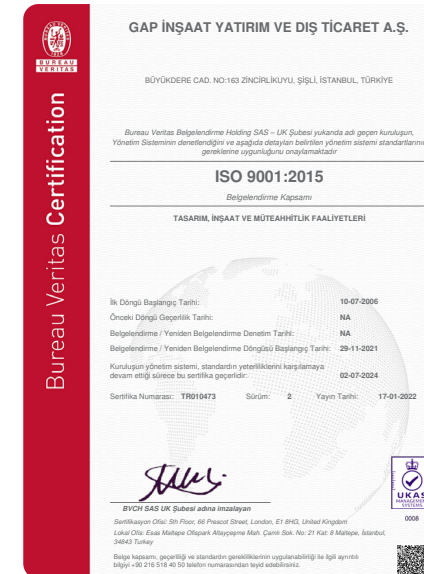 GAP İNŞAAT YATIRIM VE DIŞ TİCARET A.Ş.
BUREAU
VERITAS
BÜYÜKDERE CAD. NO:163 ZİNCİRLİKUYU, ŞİŞLİ, İSTANBUL, TÜRKİYE
Bureau Veritas Certification
Bureau Veritas Belgelendirme Holding SAS – UK Şubesi yukarıda adı geçen kuruluşun,
Yönetim Sisteminin denetlendiğini ve aşağıda detayları belirtilen yönetim sistemi standartlarının
gereklerine uygunluğunu onaylamaktadır
ISO 9001:2015
Belgelendirme Kapsamı
TASARIM, İNŞAAT VE MÜTEAHHİTLİK FAALİYETLERİ
İlk Döngü Başlangıç Tarihi: 10-07-2006
Önceki Döngü Geçerlilik Tarihi: NA
Belgelendirme / Yeniden Belgelendirme Denetim Tarihi: NA
Belgelendirme / Yeniden Belgelendirme Döngüsü Başlangıç Tarihi: 29-11-2021
Kuruluşun yönetim sistemi, standardın yeterliliklerini karşılamaya
devam ettiği sürece bu sertifika geçerlidir: 02-07-2024
Sertifika Numarası: TR010473 Sürüm: 2 Yayın Tarihi: 17-01-2022
BVCH SAS UK Şubesi adına imzalayan
Sertifikasyon Ofisi: 5th Floor, 66 Prescot Street, London, E1 8HG, United Kingdom
Lokal Ofis: Esas Maltepe Ofispark Altayçeşme Mah. Çamlı Sok. No: 21 Kat: 8 Maltepe, İstanbul,
34843 Turkey
UKAS
MANAGEMENT
SYSTEMS
0008
Belge kapsamı, geçerliliği ve standardın gerekliliklerinin uygulanabilirliği ile ilgili ayrıntılı
bilgiyi +90 216 518 40 50 telefon numarasından teyid edebilirsiniz.